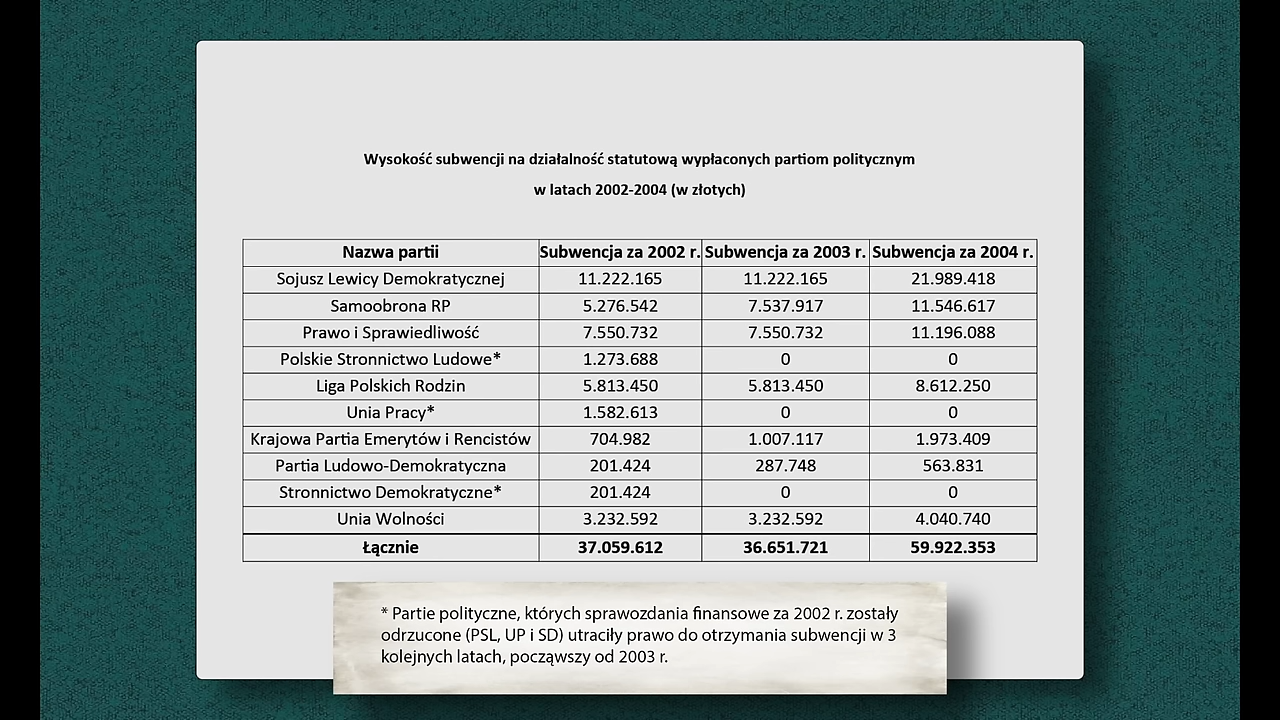 Wysokość subwencji na działalność statutową wypłaconych partiom politycznym
w latach 2002-2004 (w złotych)
Nazwa partii Subwencja za 2002 r. Subwencja za 2003 r. Subwencja za 2004 r.
Sojusz Lewicy Demokratycznej 11.222.165 11.222.165 21.989.418
Samoobrona RP 5.276.542 7.537.917 11.546.617
Prawo i Sprawiedliwość 7.550.732 7.550.732 11.196.088
Polskie Stronnictwo Ludowe* 1.273.688 0 0
Liga Polskich Rodzin 5.813.450 5.813.450 8.612.250
Unia Pracy* 1.582.613 0 0
Krajowa Partia Emerytów i Rencistów 704.982 1.007.117 1.973.409
Partia Ludowo-Demokratyczna 201.424 287.748 563.831
Stronnictwo Demokratyczne* 201.424 0 0
Unia Wolności 3.232.592 3.232.592 4.040.740
Łącznie 37.059.612 36.651.721 59.922.353
* Partie polityczne, których sprawozdania finansowe za 2002 r. zostały
odrzucone (PSL, UP i SD) utraciły prawo do otrzymania subwencji w 3
kolejnych latach, począwszy od 2003 r.